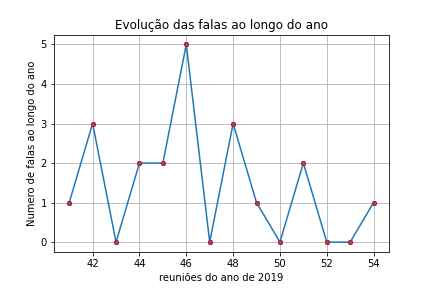 Evolução das falas ao longo do ano
Numero de falas ao longo do ano
5
4
3
2
1
0
42 44 46 48 50 52 54
reuniões do ano de 2019